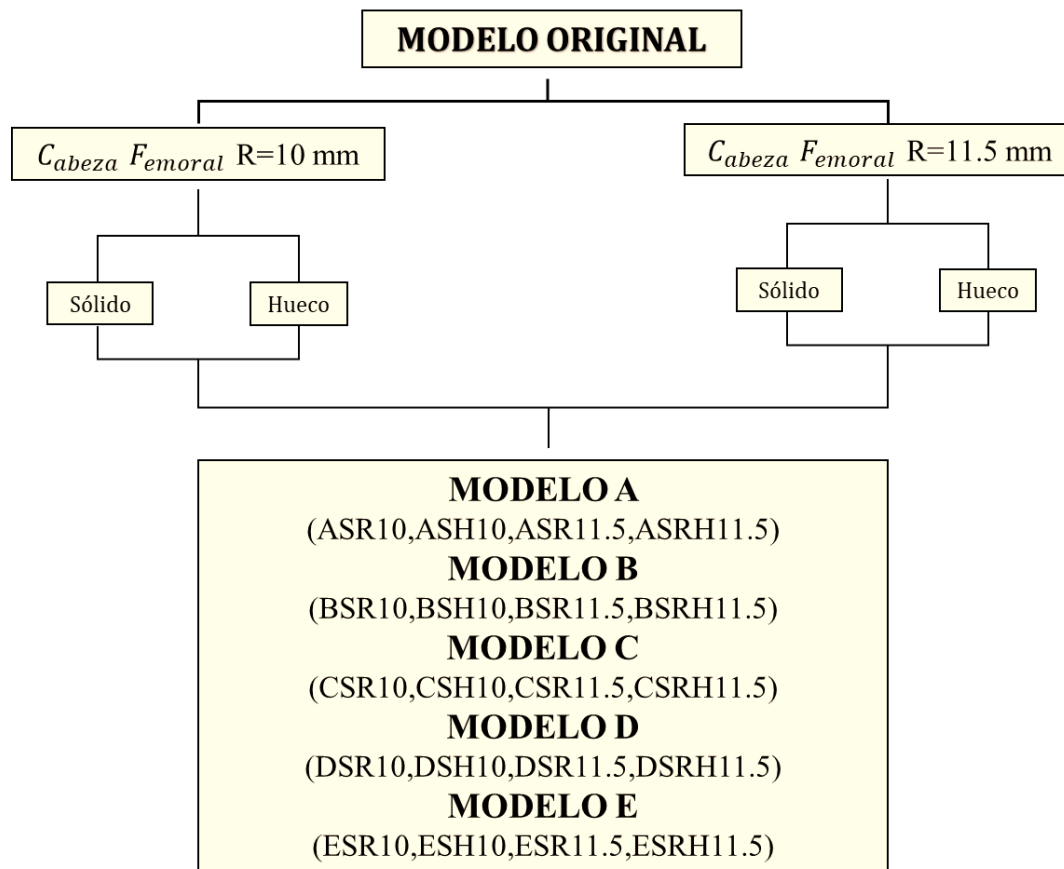 MODELO ORIGINAL
Cabeza Femoral R=10 mm
Cabeza Femoral R=11.5 mm
Sólido
Hueco
Sólido
Hueco
MODELO A
(ASR10,ASH10,ASR11.5,ASRH11.5)
MODELO B
(BSR10,BSH10,BSR11.5,BSRH11.5)
MODELO C
(CSR10,CSH10,CSR11.5,CSRH11.5)
MODELO D
(DSR10,DSH10,DSR11.5,DSRH11.5)
MODELO E
(ESR10,ESH10,ESR11.5,ESRH11.5)